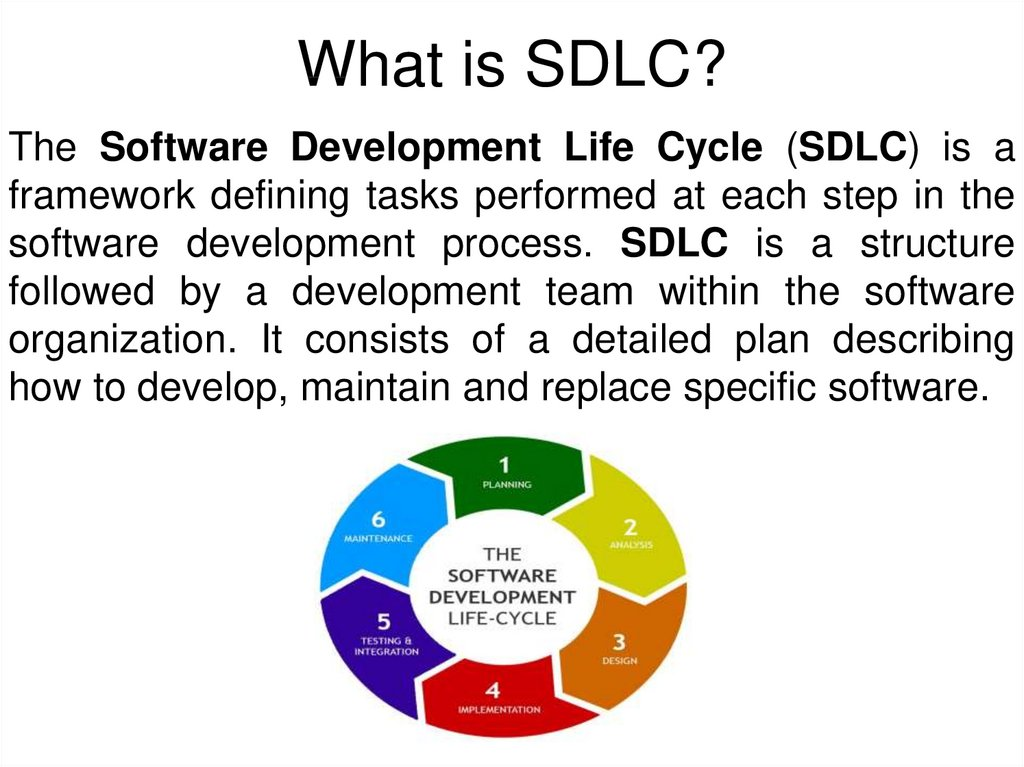 What is SDLC?
The Software Development Life Cycle (SDLC) is a
framework defining tasks performed at each step in the
software development process. SDLC is a structure
followed by a development team within the software
organization. It consists of a detailed plan describing
how to develop, maintain and replace specific software.
1
PLANNING
2
ANALYSIS
3
DESIGN
4
IMPLEMENTATION
5
TESTING &
INTEGRATION
6
MAINTENANCE
THE
SOFTWARE
DEVELOPMENT
LIFE-CYCLE